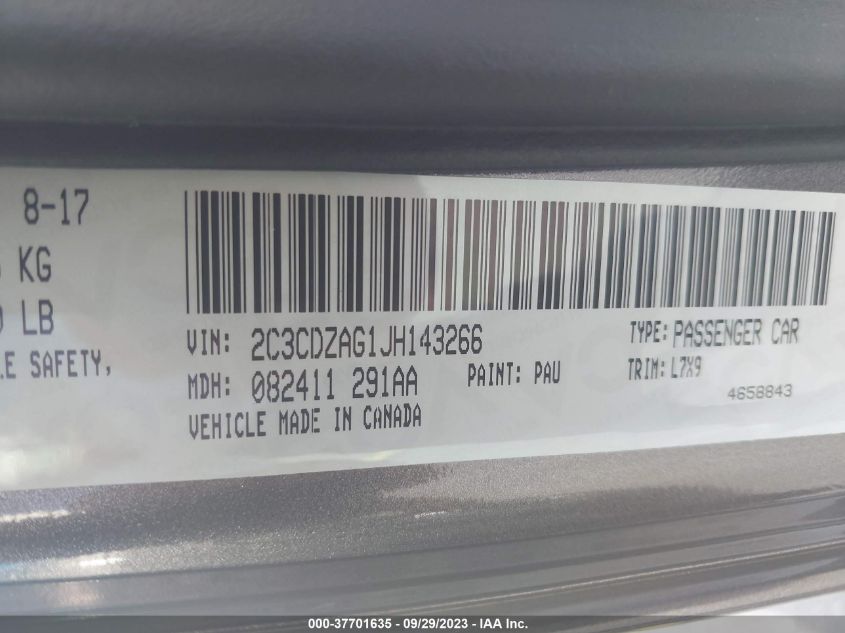 8-17
KG
LB
LE SAFETY,
VIN: 2C3CDZAG1JH143266
TYPE: PASSENGER CAR
MDH: 082411 291AA
PAINT: PAU
TRIM: L7X9
VEHICLE MADE IN CANADA
4658843
000-37701635 - 09/29/2023 - IAA Inc.